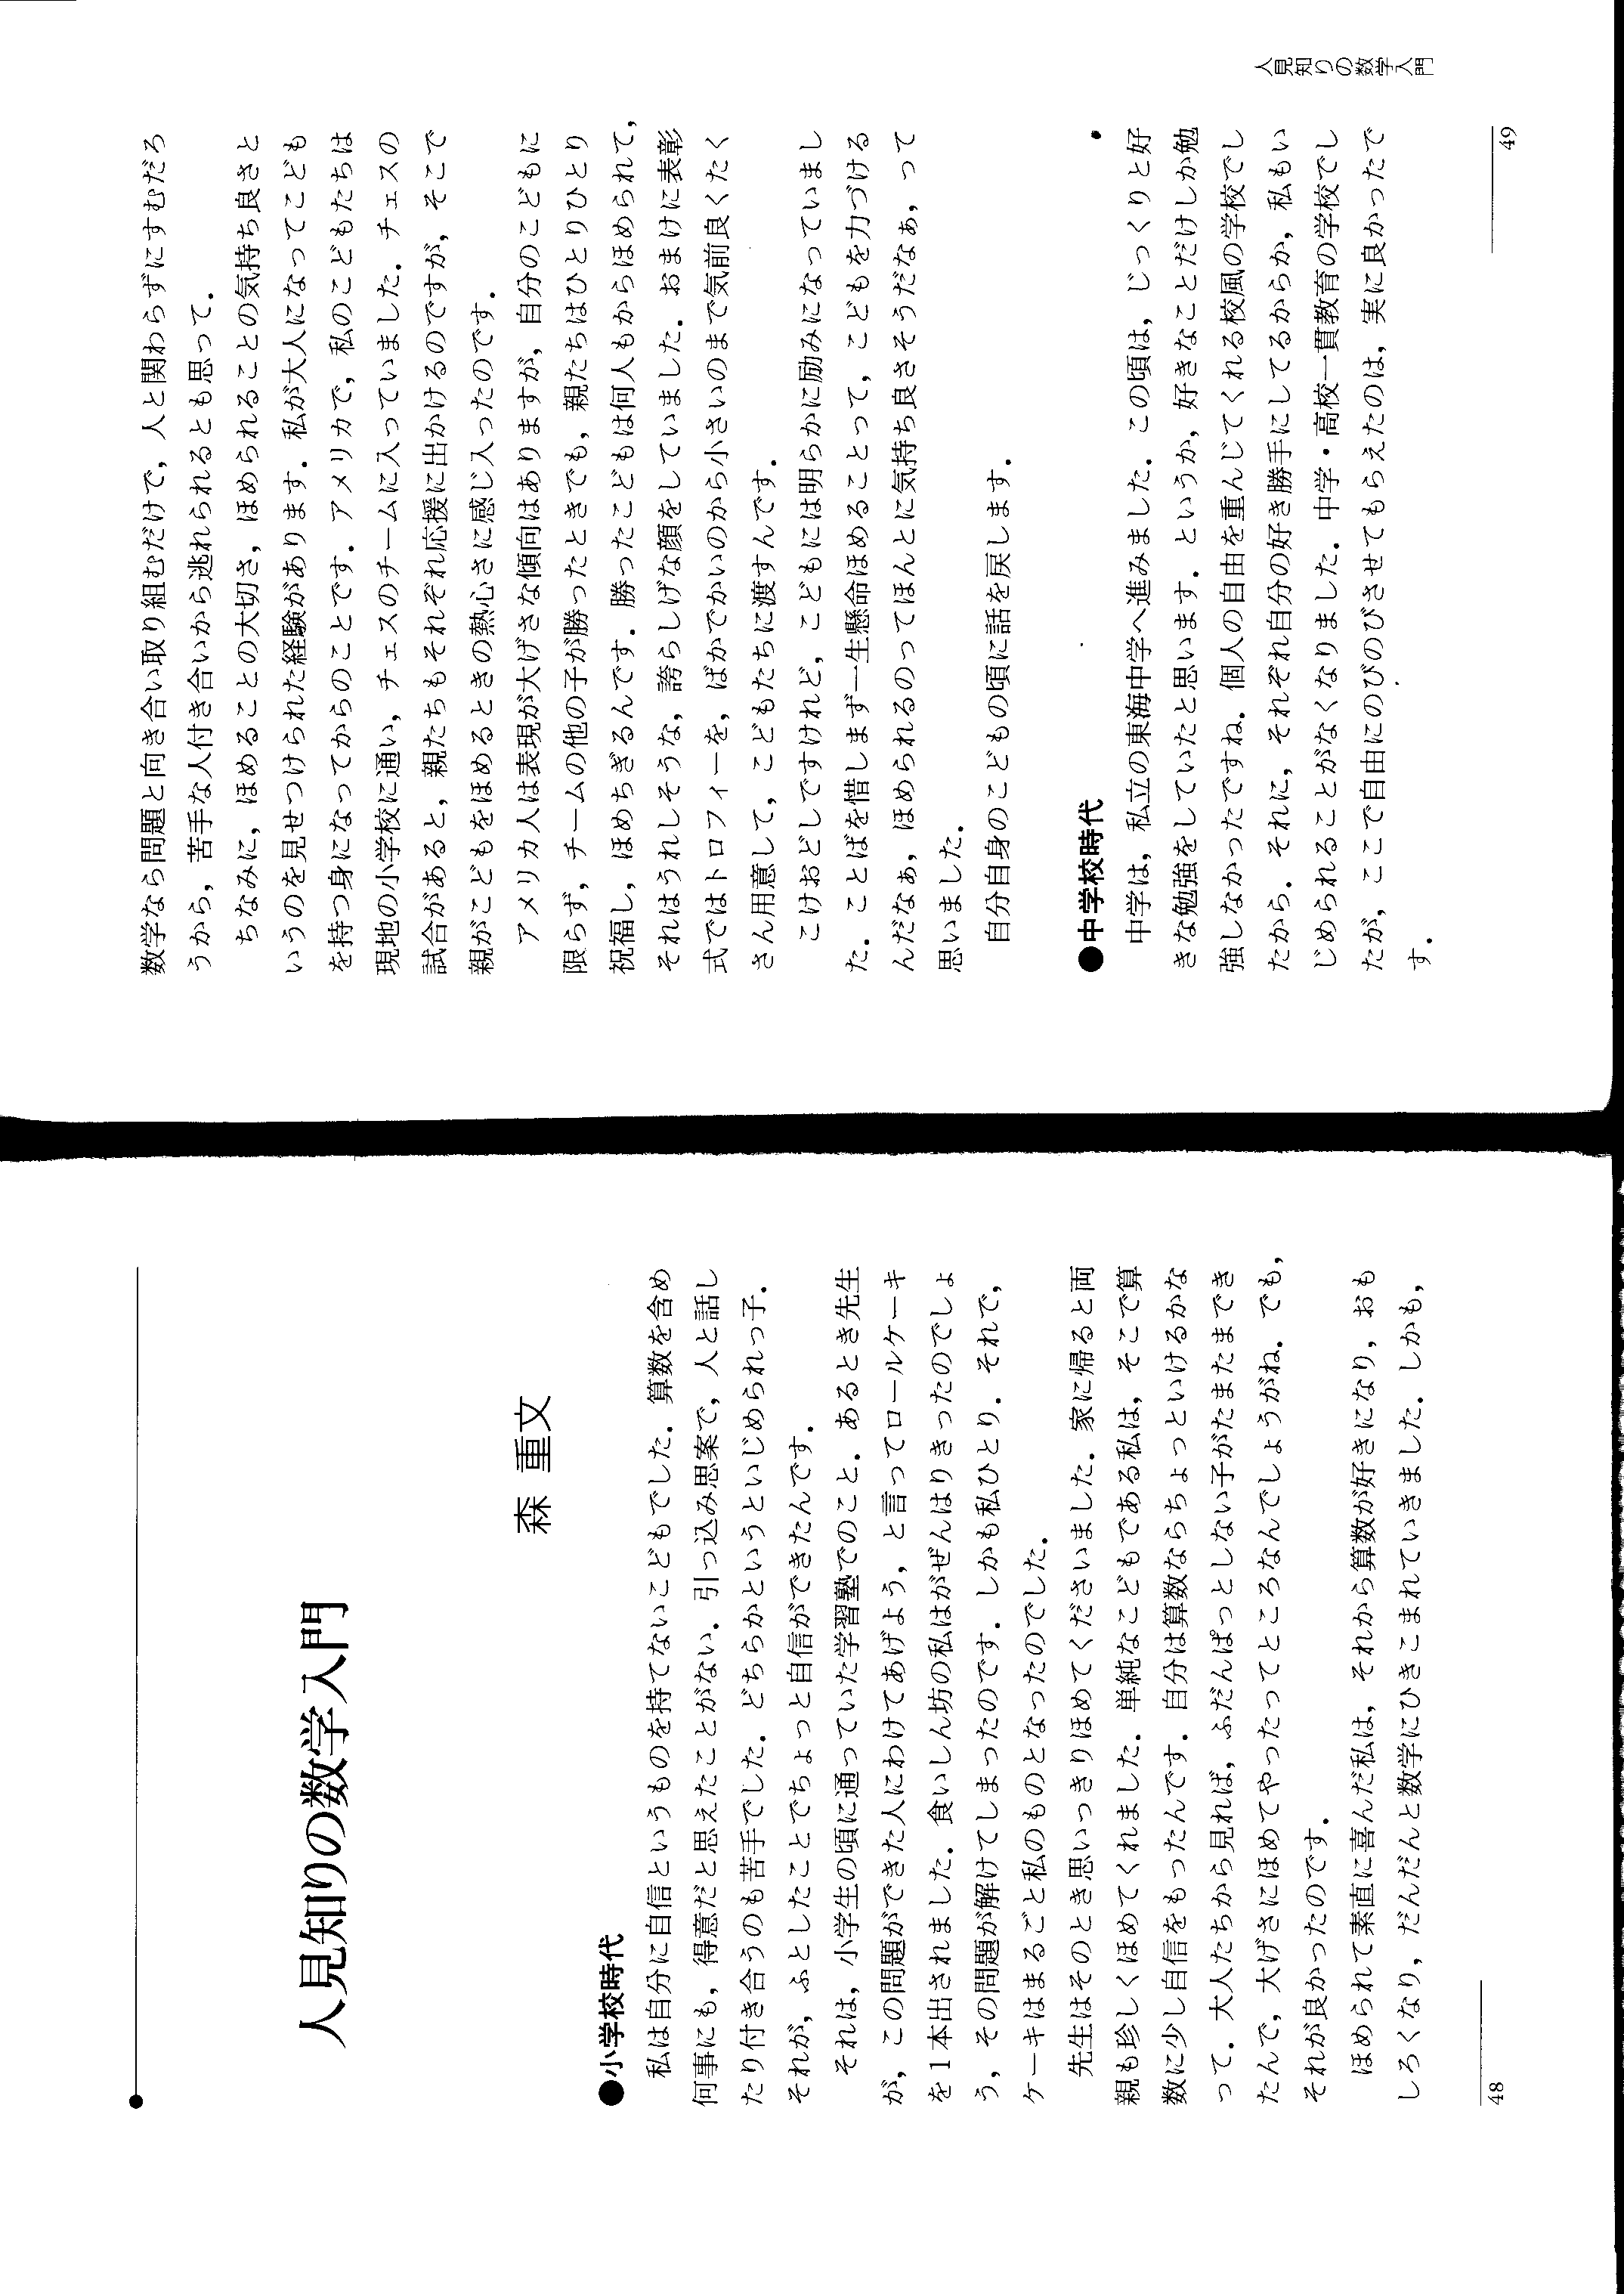 人見知りの数学入門
森 重文
●小学校時代
私は自分に自信というものを持てないこどもでした．算数を含め
何事にも，得意だと思えたことがない．引っ込み思案で，人と話し
たり付き合うのも苦手でした．どちらかというといじめられっ子．
それが，ふとしたことでちょっと自信ができたんです．
それは，小学生の頃に通っていた学習塾でのこと．あるとき先生
が，この問題ができた人にわけてあげよう，と言ってロールケーキ
を1本出されました．食いしん坊の私はがぜんはりきったのでしょ
う，その問題が解けてしまったのです．しかも私ひとり．それで，
ケーキはまるごと私のものとなったのでした．
先生はそのとき思いっきりほめてくださいました．家に帰ると両
親も珍しくほめてくれました．単純なこどもである私は，そこで算
数に少し自信をもったんです．自分は算数ならちょっといけるかな
って．大人たちから見れば，ふだんぱっとしない子がたまたまでき
たんで，大げさにほめてやったってところなんでしょうがね．でも，
それが良かったのです．
ほめられて素直に喜んだ私は，それから算数が好きになり，おも
しろくなり，だんだんと数学にひきこまれていきました．しかも，
48
人見知りの数学入門
数学なら問題と向き合い取り組むだけで，人と関わらずにすむだろ
うから，苦手な人付き合いから逃れられるとも思って．
ちなみに，ほめることの大切さ，ほめられることの気持ち良さと
いうのを見せつけられた経験があります．私が大人になってこども
を持つ身になってからのことです．アメリカで，私のこどもたちは
現地の小学校に通い，チェスのチームに入っていました．チェスの
試合があると，親たちもそれぞれ応援に出かけるのですが，そこで
親がこどもをほめるときの熱心さに感じ入ったのです．
アメリカ人は表現が大げさな傾向はありますが，自分のこどもに
限らず，チームの他の子が勝ったときでも，親たちはひとりひとり
祝福し，ほめちぎるんです．勝ったこどもは何人もからほめられて，
それはうれしそうな，誇らしげな顔をしていました．おまけに表彰
式ではトロフィーを，ばかでかいのから小さいのまで気前良くたく
さん用意して，こどもたちに渡すんです．
こけおどしですけれど，こどもには明らかに励みになっていまし
た．ことばを惜しまず一生懸命ほめることって，こどもを力づける
んだなぁ，ほめられるのってほんとに気持ち良さそうだなぁ，って
思いました．
自分自身のこどもの頃に話を戻します．
●中学校時代
中学は，私立の東海中学へ進みました．この頃は，じっくりと好
きな勉強をしていたと思います．というか，好きなことだけしか勉
強しなかったですね．個人の自由を重んじてくれる校風の学校でし
たから．それに，それぞれ自分の好き勝手にしてるからか，私もい
じめられることがなくなりました．中学・高校一貫教育の学校でし
たが，ここで自由にのびのびさせてもらえたのは，実に良かったで
す．
49